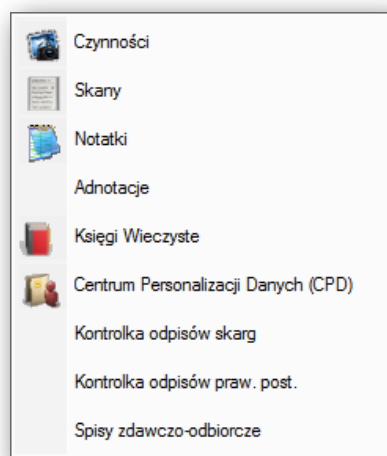 Czynności
Skany
Notatki
Adnotacje
Księgi Wieczyste
Centrum Personalizacji Danych (CPD)
Kontrolka odpisów skarg
Kontrolka odpisów praw. post.
Spisy zdawczo-odbiorcze